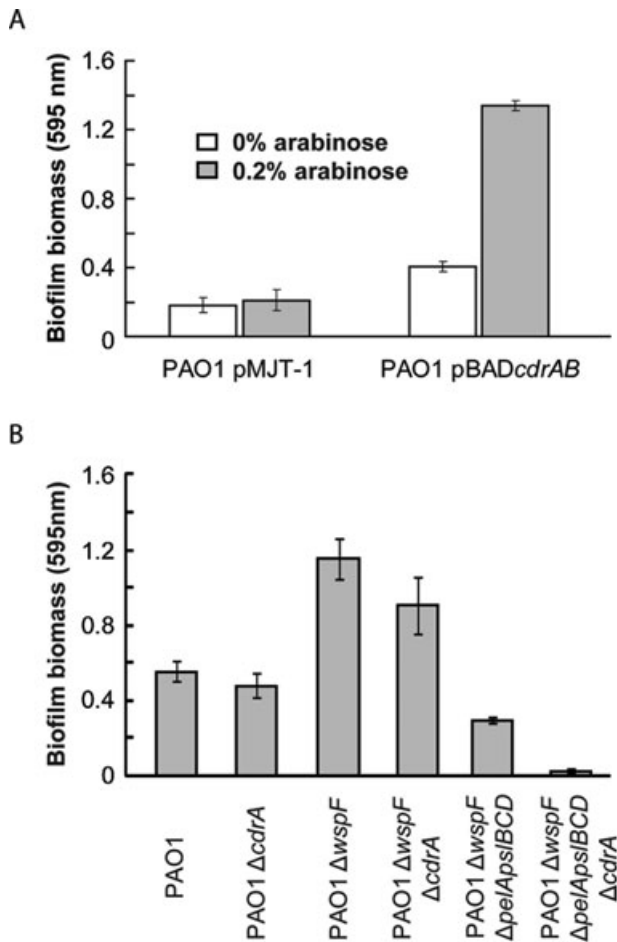 A
1.6
1.2
0.8
0.4
0
Biofilm biomass (595 nm)
0% arabinose
0.2% arabinose
PAO1 pMJT-1
PAO1 pBADcdrAB
B
1.6
1.2
0.8
0.4
0
Biofilm biomass (595nm)
PAO1
PAO1 ΔcdrA
PAO1 ΔwspF
PAO1 ΔwspF
ΔcdrA
PAO1 ΔwspF
ΔpelApslBCD
PAO1 ΔwspF
ΔpelApslBCD
ΔcdrA